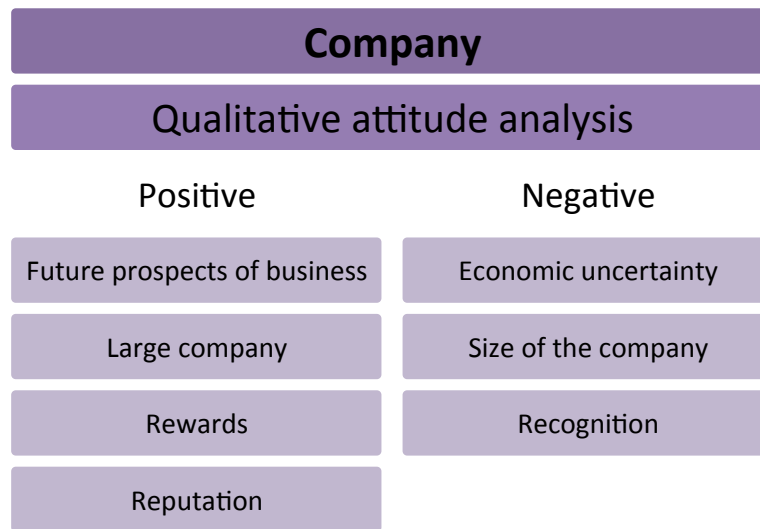 Company
Qualitative attitude analysis
Positive
Negative
Future prospects of business
Economic uncertainty
Large company
Size of the company
Rewards
Recognition
Reputation